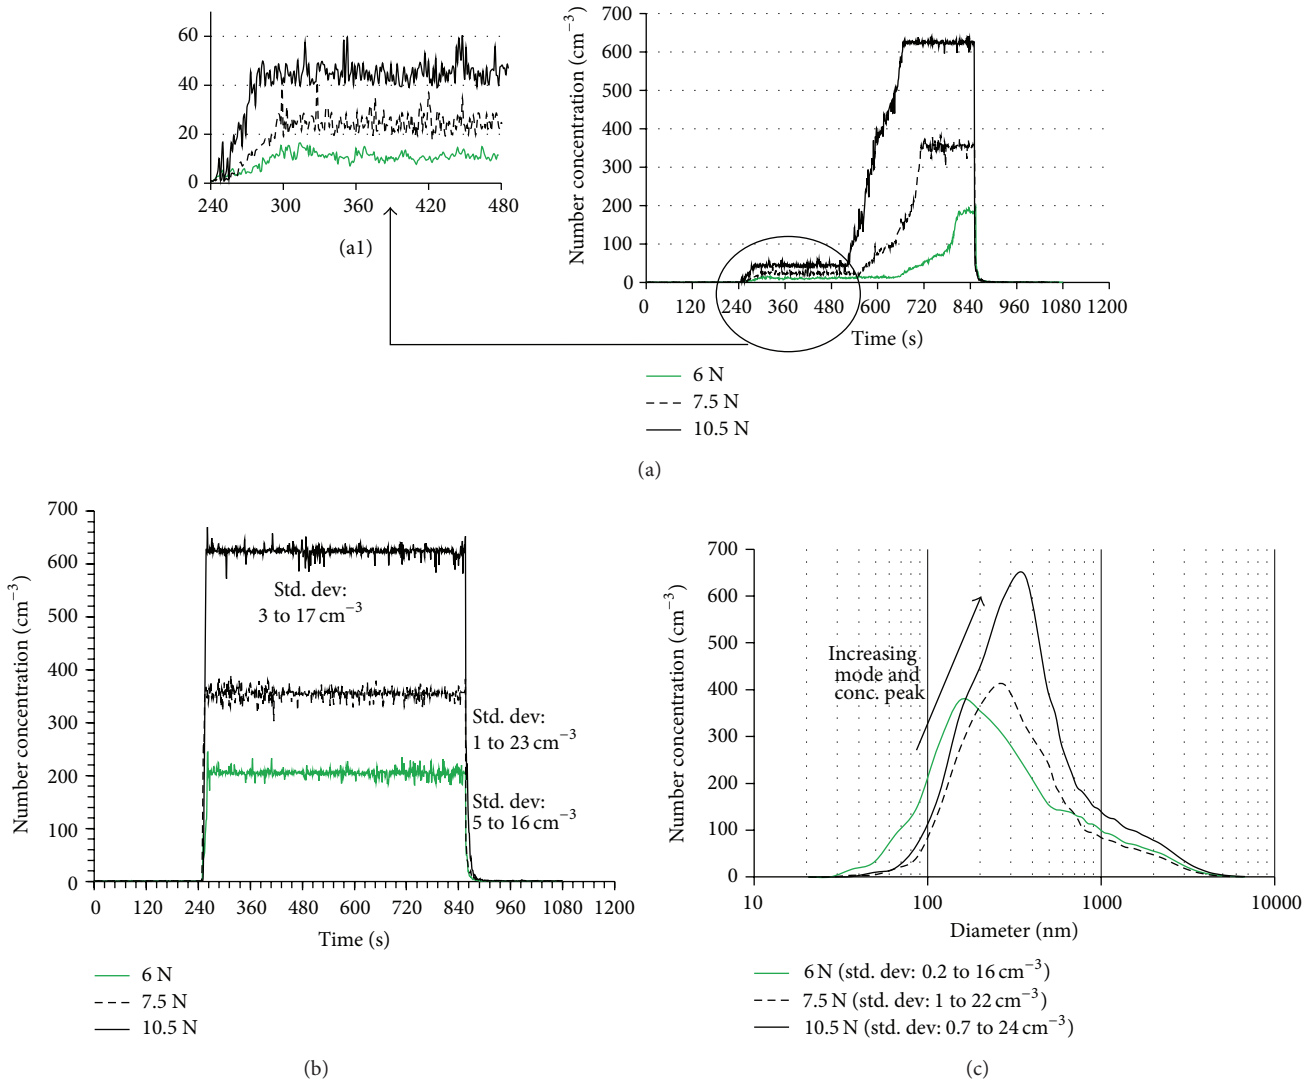 60
40
20
0
240 300 360 420 480
(a1)
Number concentration (cm−3)
700
600
500
400
300
200
100
0
0 120 240 360 480 600 720 840 960 1080 1200
Time (s)
6 N
7.5 N
10.5 N
(a)
Number concentration (cm−3)
700
600
500
400
300
200
100
0
Std. dev:
3 to 17 cm−3
Std. dev:
1 to 23 cm−3
Std. dev:
5 to 16 cm−3
0 120 240 360 480 600 720 840 960 1080 1200
Time (s)
6 N
7.5 N
10.5 N
(b)
Number concentration (cm−3)
700
600
500
400
300
200
100
0
Increasing
mode and
conc. peak
10 100 1000 10000
Diameter (nm)
6 N (std. dev: 0.2 to 16 cm−3)
7.5 N (std. dev: 1 to 22 cm−3)
10.5 N (std. dev: 0.7 to 24 cm−3)
(c)